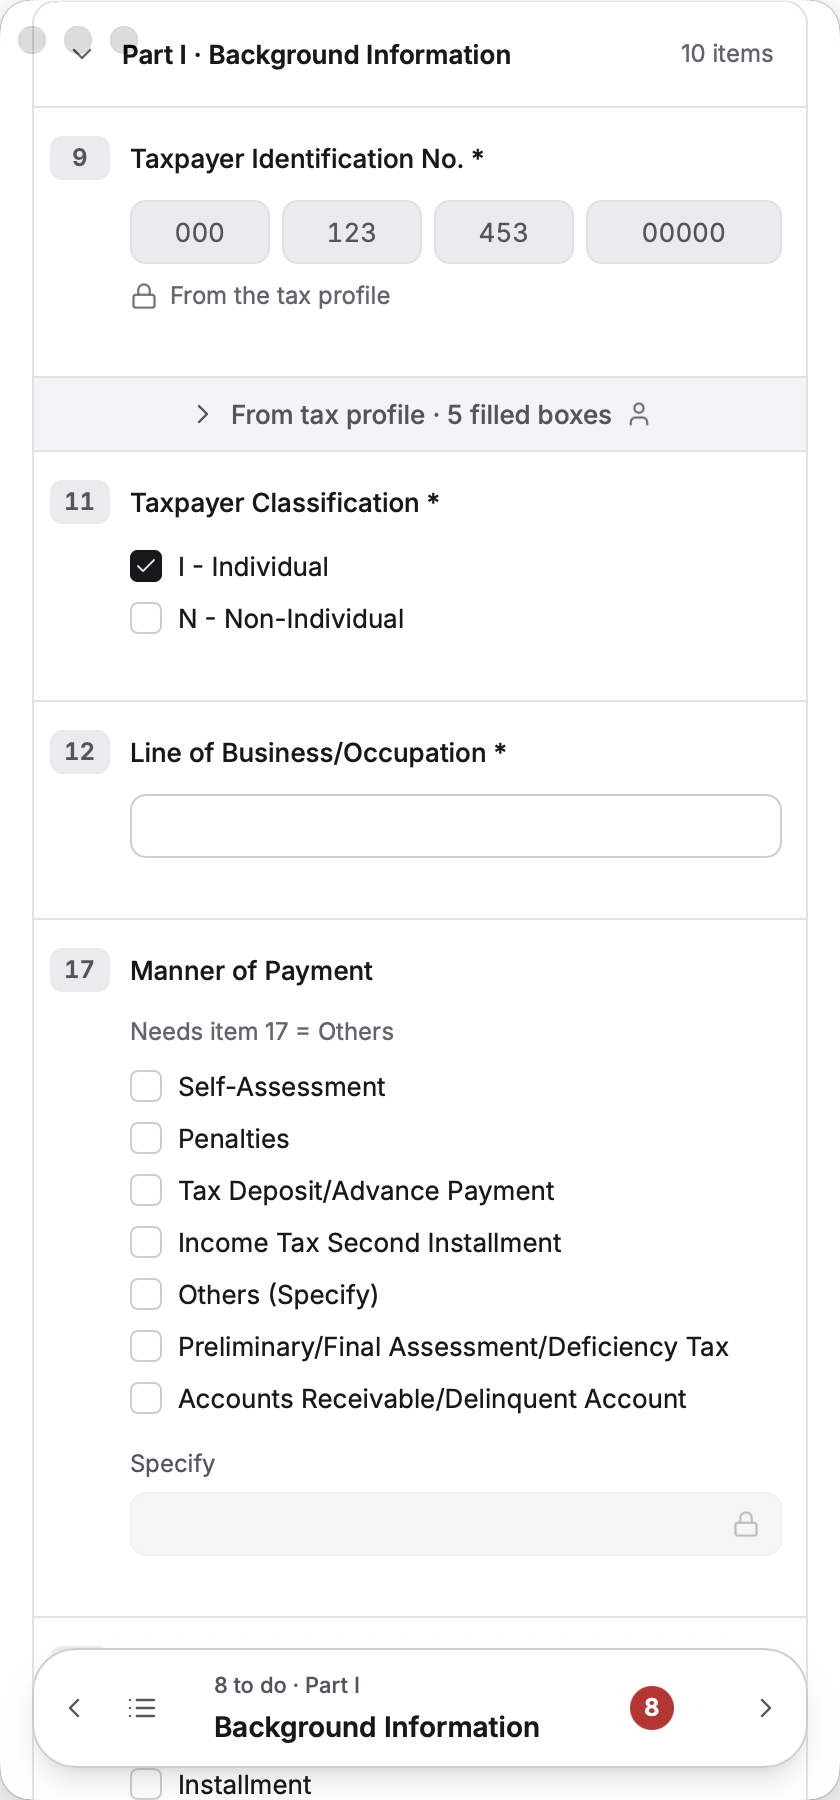 Part I · Background Information
10 items
9
Taxpayer Identification No. *
000 123 453 00000
From the tax profile
From tax profile · 5 filled boxes
11
Taxpayer Classification *
I - Individual
N - Non-Individual
12
Line of Business/Occupation *
17
Manner of Payment
Needs item 17 = Others
Self-Assessment
Penalties
Tax Deposit/Advance Payment
Income Tax Second Installment
Others (Specify)
Preliminary/Final Assessment/Deficiency Tax
Accounts Receivable/Delinquent Account
Specify
8 to do · Part I
Background Information
8
Installment